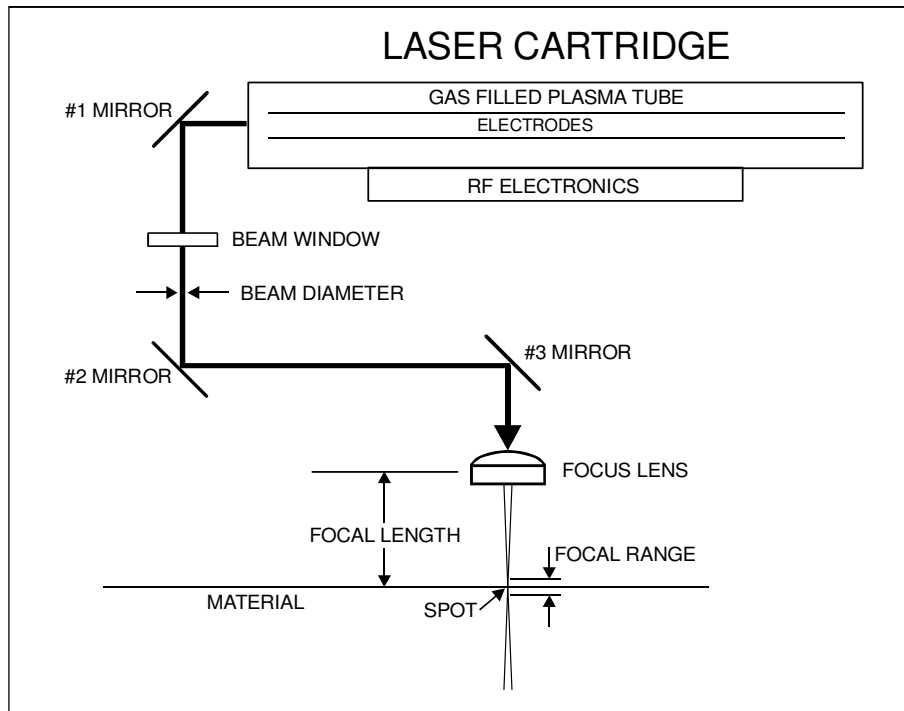 LASER CARTRIDGE
GAS FILLED PLASMA TUBE
#1 MIRROR
ELECTRODES
RF ELECTRONICS
BEAM WINDOW
BEAM DIAMETER
#3 MIRROR
#2 MIRROR
FOCUS LENS
FOCAL LENGTH
FOCAL RANGE
MATERIAL
SPOT